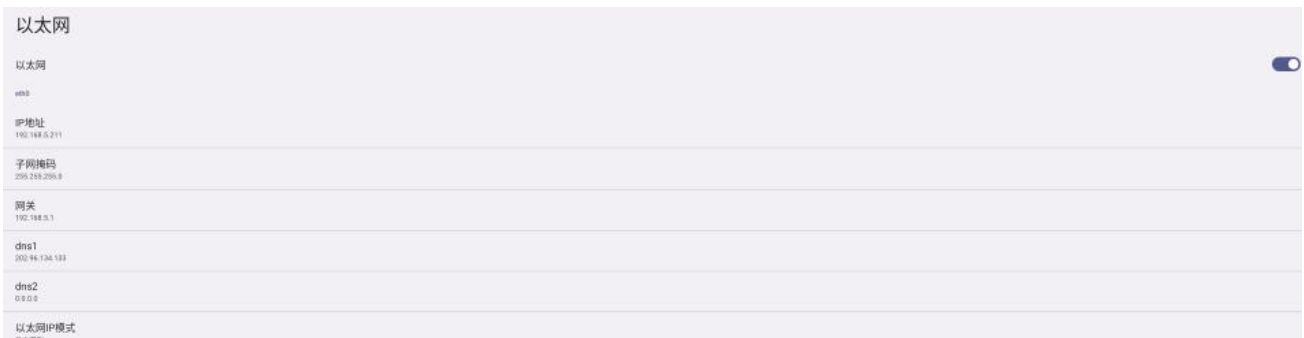 以太网
以太网
eth0
IP地址
192.168.5.211
子网掩码
255.255.255.0
网关
192.168.5.1
dns1
202.96.134.133
dns2
0.0.0.0
以太网IP模式